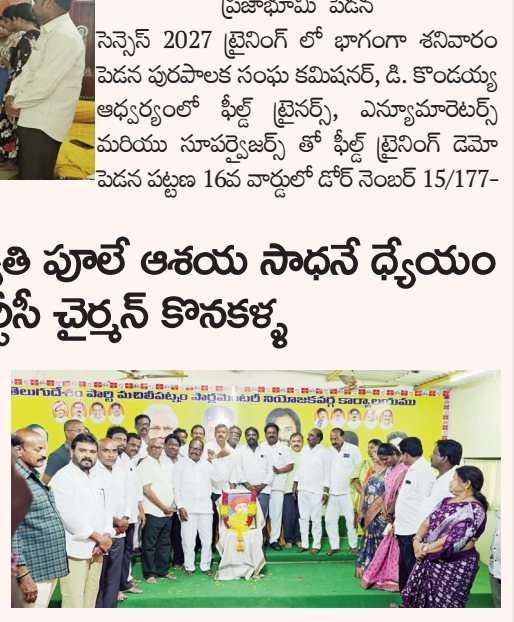 ప్రజాభూమి పెడన
సెన్సెస్ 2027 ట్రైనింగ్ లో భాగంగా శనివారం
పెడన పురపాలక సంఘ కమిషనర్, డి. కొండయ్య
ఆధ్వర్యంలో ఫీల్డ్ ట్రైనర్స్, ఎన్యూమారెటర్స్
మరియు సూపర్వైజర్స్ తో ఫీల్డ్ ట్రైనింగ్ డెమో
పెడన పట్టణ 16వ వార్డులో డోర్ నెంబర్ 15/177-
పూలే ఆశయ సాధనే ధ్యేయం
చైర్మన్ కొనకళ్ళ
తెలుగుదేశం పార్టీ మచిలీపట్నం పార్లమెంటరీ నియోజకవర్గ కార్యాలయము